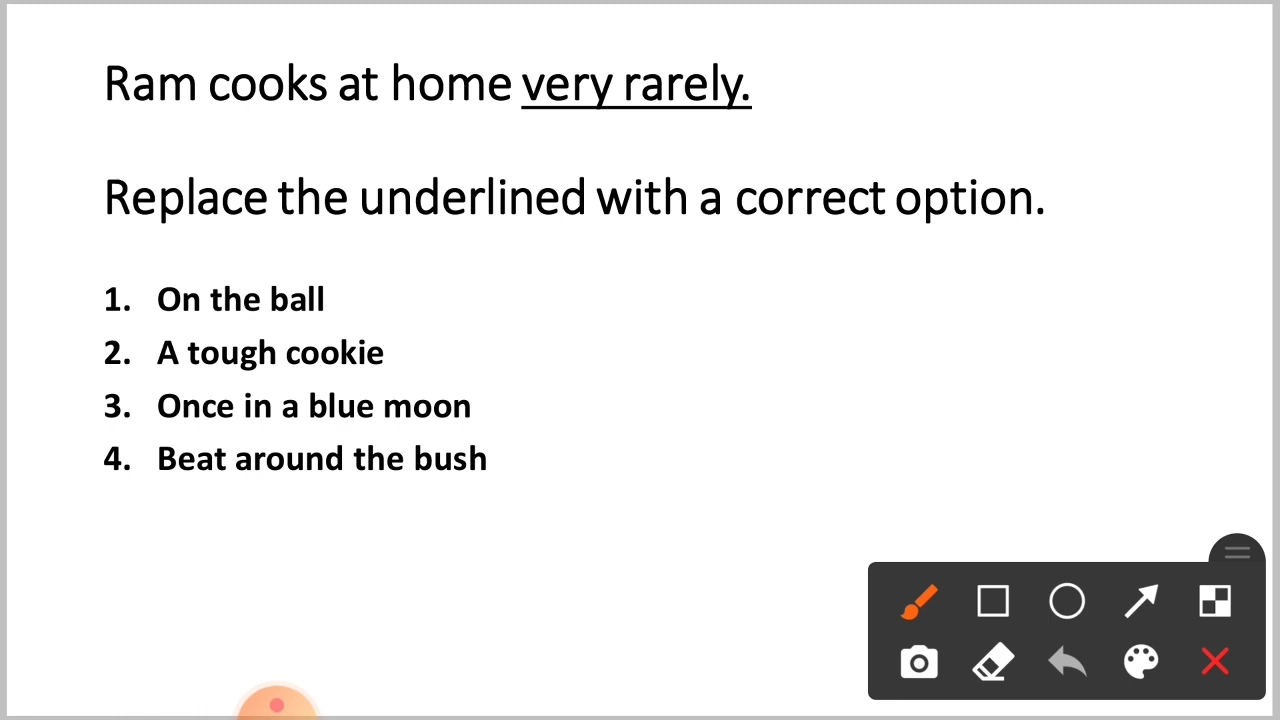 Ram cooks at home very rarely.
Replace the underlined with a correct option.
1. On the ball
2. A tough cookie
3. Once in a blue moon
4. Beat around the bush